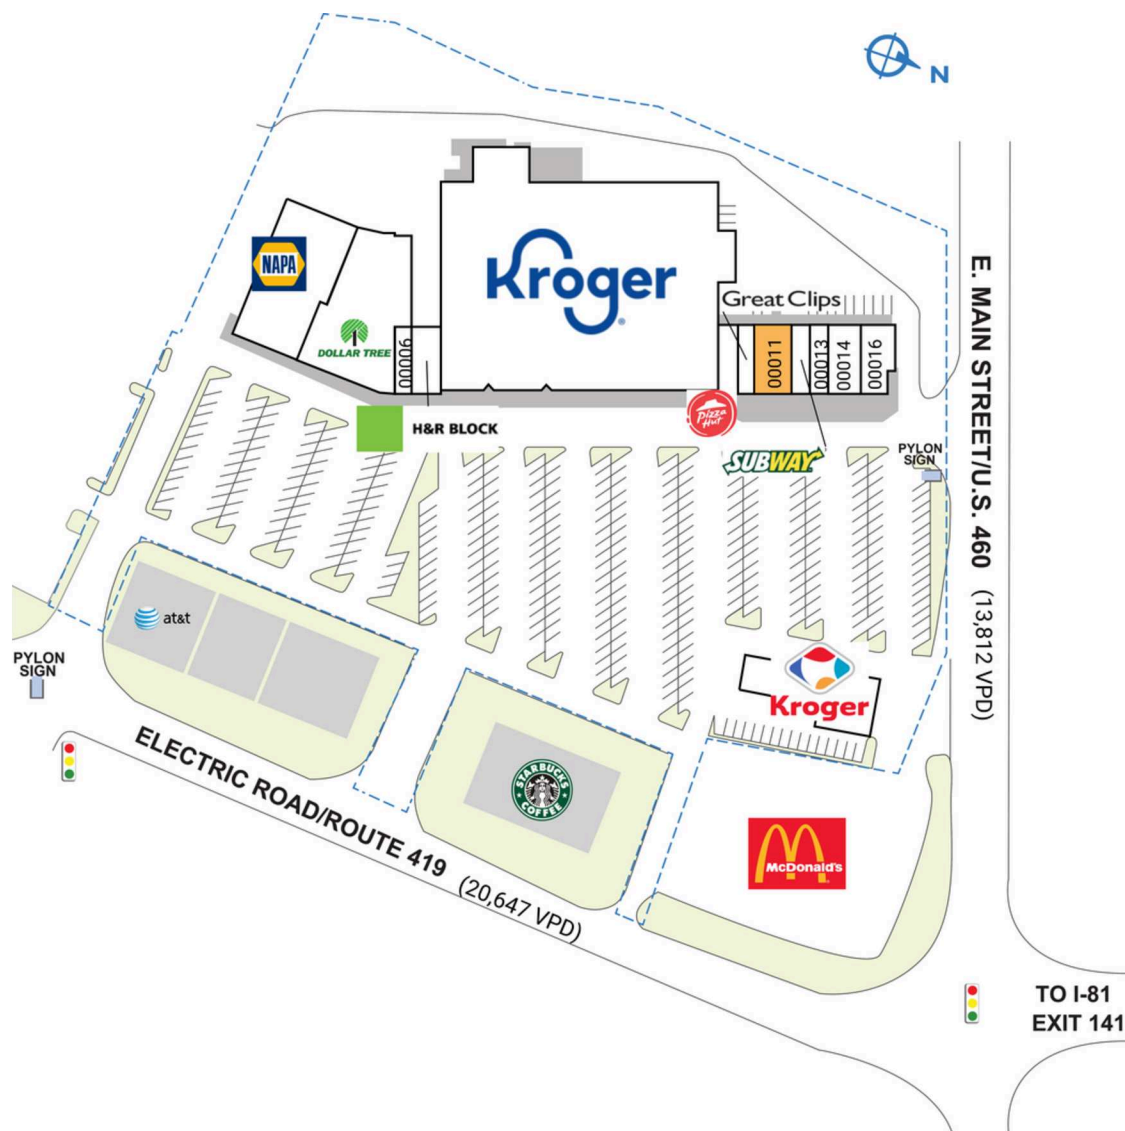 N
NAPA
Kroger
Great Clips
DOLLAR TREE
00006
00011
00013
00014
00016
Pizza
Hut
H&R BLOCK
SUBWAY
PYLON
SIGN
E. MAIN STREET/U.S. 460 (13,812 VPD)
at&t
PYLON
SIGN
Kroger
ELECTRIC ROAD/ROUTE 419 (20,647 VPD)
STARBUCKS
COFFEE
McDonald's
TO I-81
EXIT 141